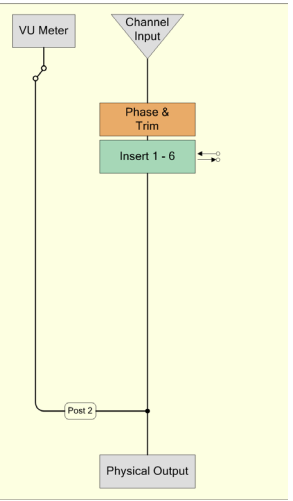 VU Meter
Channel
Input
Phase &
Trim
Insert 1 - 6
Post 2
Physical Output